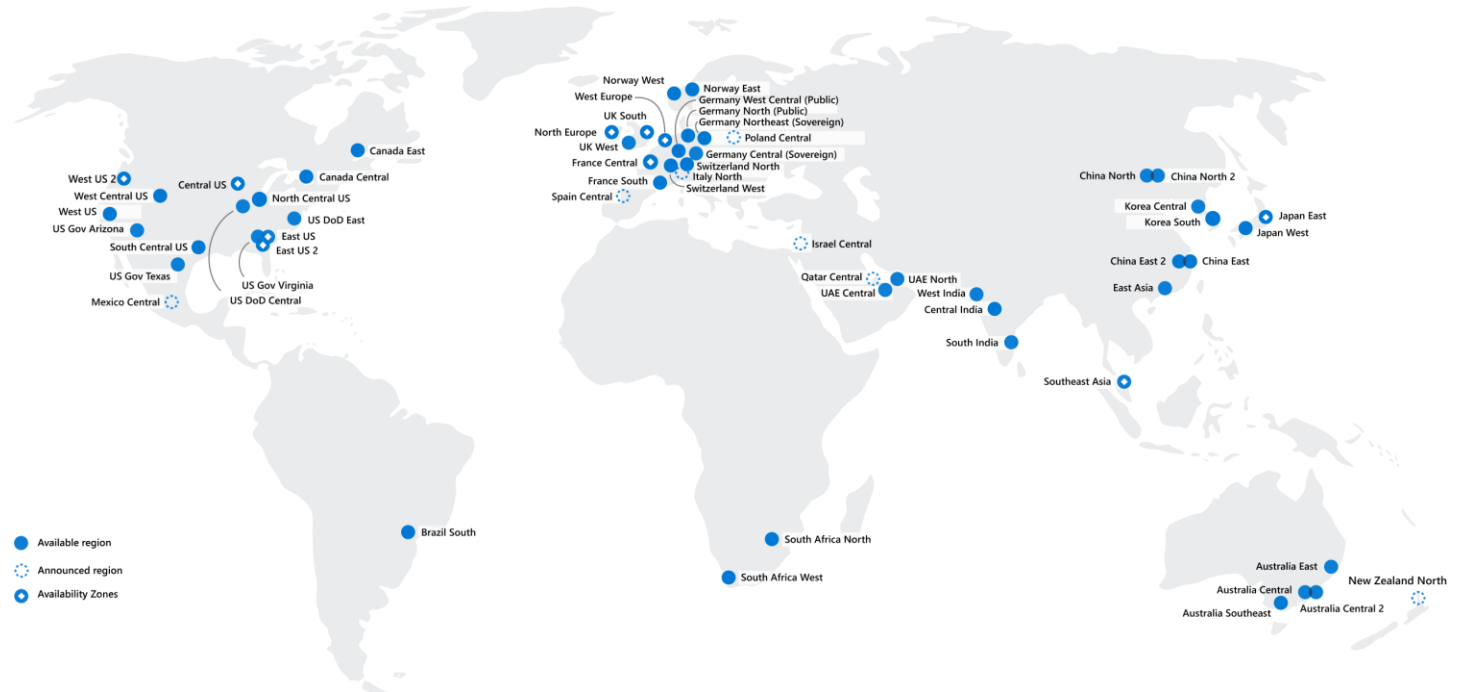 Norway West
Norway East
West Europe
Germany West Central (Public)
Germany North (Public)
UK South
Germany Northeast (Sovereign)
North Europe
Poland Central
UK West
Germany Central (Sovereign)
France Central
Switzerland North
Italy North
France South
Switzerland West
Spain Central
Canada East
West US 2
Central US
Canada Central
West Central US
North Central US
West US
US DoD East
US Gov Arizona
East US
South Central US
East US 2
US Gov Texas
US Gov Virginia
Mexico Central
US DoD Central
China North
China North 2
Korea Central
Korea South
Japan East
Japan West
Israel Central
China East 2
China East
Qatar Central
UAE North
UAE Central
West India
East Asia
Central India
South India
Southeast Asia
Brazil South
South Africa North
South Africa West
Available region
Announced region
Availability Zones
Australia East
New Zealand North
Australia Central
Australia Central 2
Australia Southeast